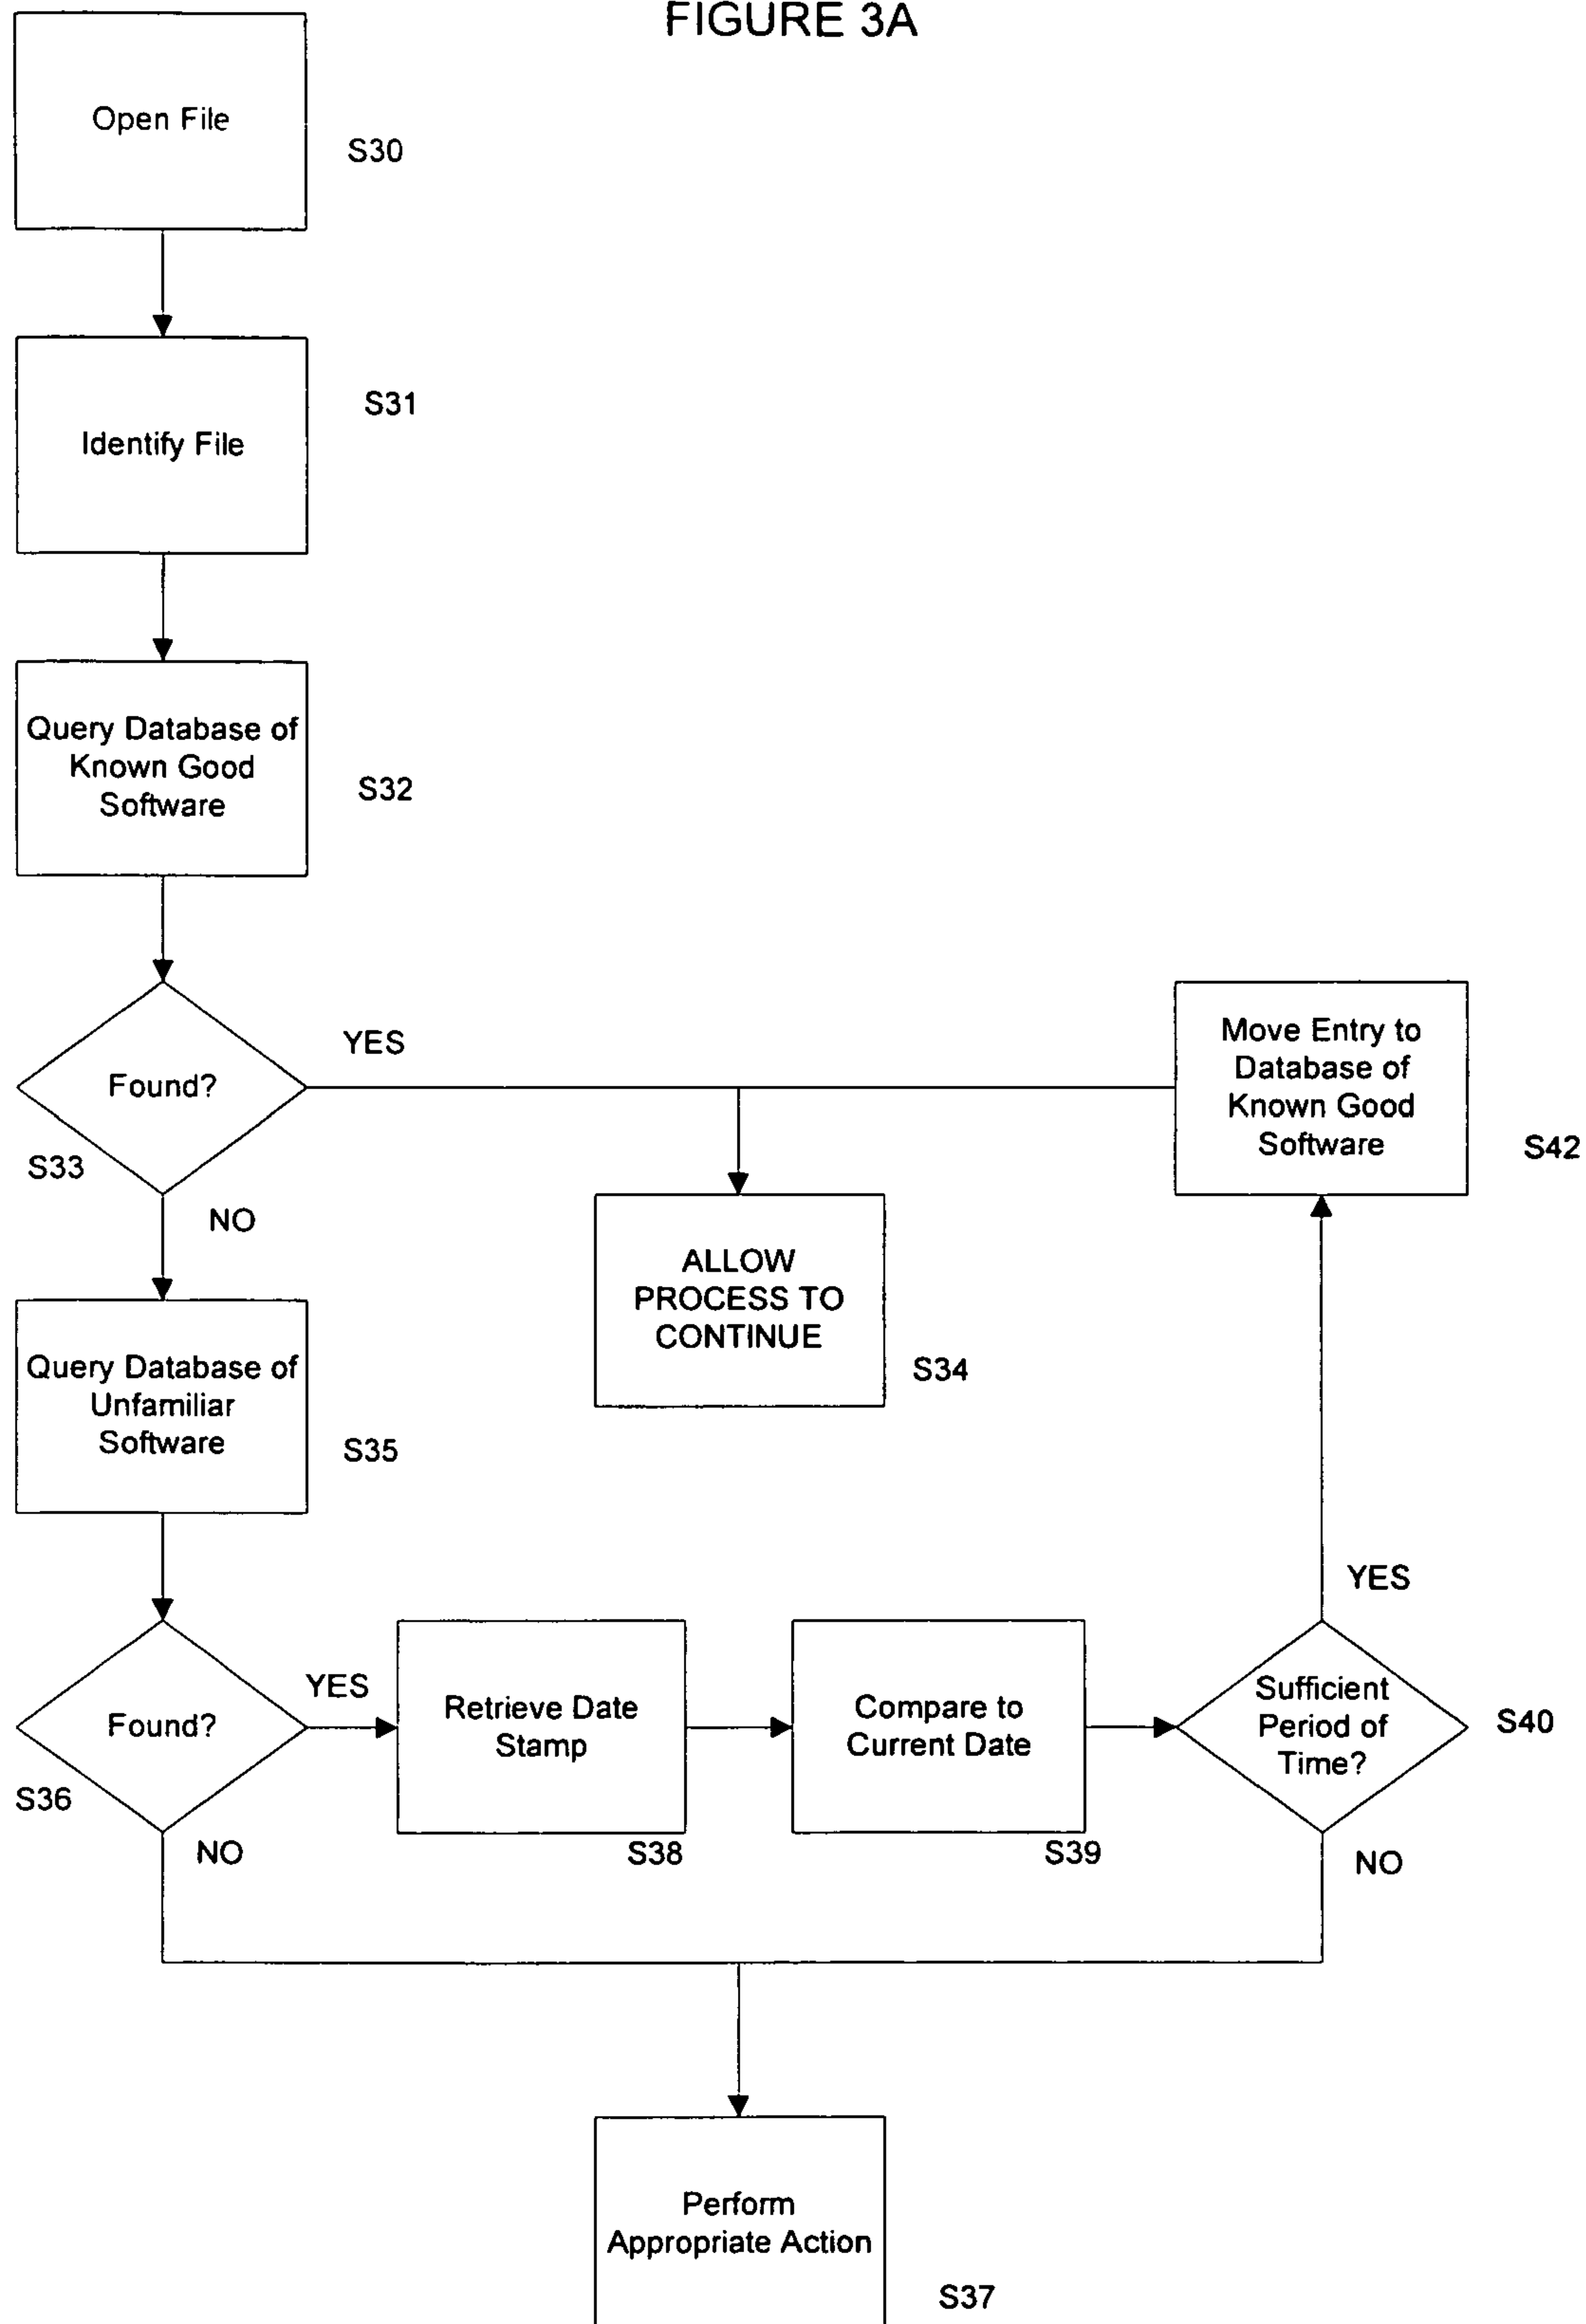 FIGURE 3A
Open File
S30
Identify File
S31
Query Database of
Known Good
Software
S32
Found?
S33
YES
NO
Move Entry to
Database of
Known Good
Software
S42
ALLOW
PROCESS TO
CONTINUE
S34
Query Database of
Unfamiliar
Software
S35
Found?
S36
YES
NO
Retrieve Date
Stamp
S38
Compare to
Current Date
S39
Sufficient
Period of
Time?
S40
YES
NO
Perform
Appropriate Action
S37